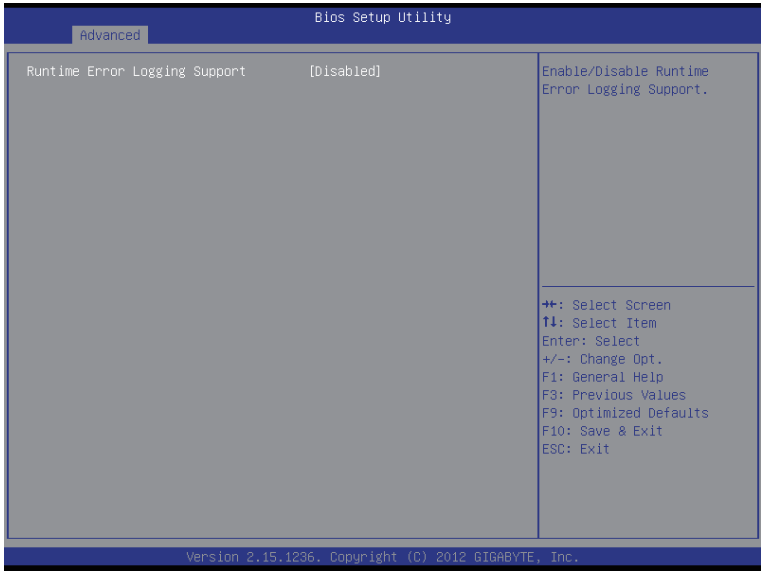 Bios Setup Utility
Advanced
Runtime Error Logging Support [Disabled]
Enable/Disable Runtime
Error Logging Support.
→←: Select Screen
↑↓: Select Item
Enter: Select
+/-: Change Opt.
F1: General Help
F3: Previous Values
F9: Optimized Defaults
F10: Save & Exit
ESC: Exit
Version 2.15.1236. Copyright (C) 2012 GIGABYTE, Inc.